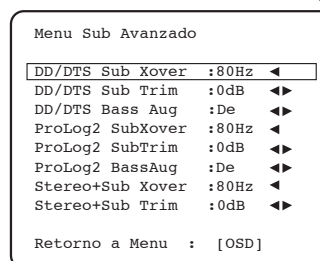 Menu Sub Avanzado
DD/DTS Sub Xover :80Hz ◄
DD/DTS Sub Trim :0dB ◄►
DD/DTS Bass Aug :De ◄►
ProLog2 SubXover :80Hz ◄
ProLog2 SubTrim :0dB ◄►
ProLog2 BassAug :De ◄►
Stereo+Sub Xover :80Hz ◄
Stereo+Sub Trim :0dB ◄►
Retorno a Menu : [OSD]